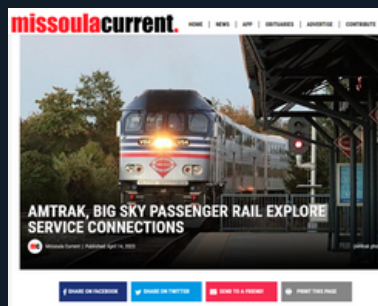 missoulacurrent.
HOME | NEWS | APP | OBITUARIES | ADVERTISE | CONTRIBUTE
AMTRAK, BIG SKY PASSENGER RAIL EXPLORE
SERVICE CONNECTIONS
Missoula Current | Published April 14, 2023
SHARE ON FACEBOOK
SHARE ON TWITTER
SEND TO A FRIEND!
PRINT THIS PAGE